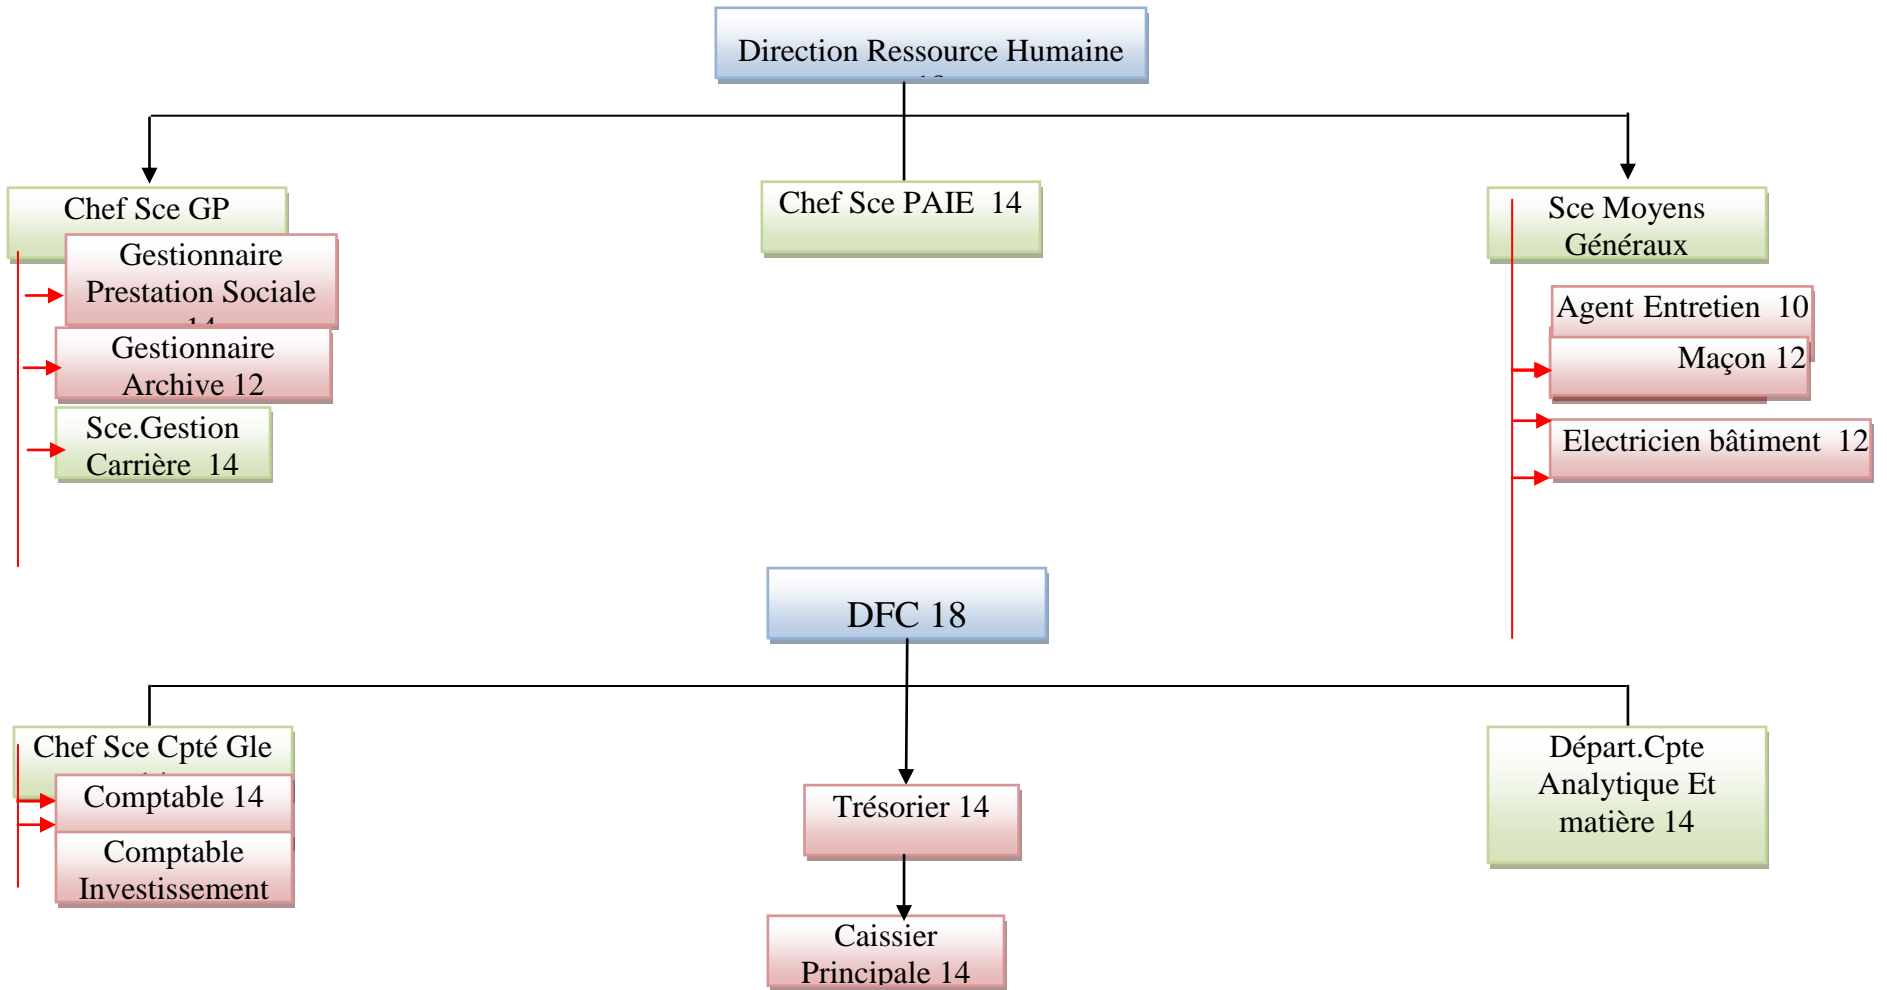 Direction Ressource Humaine
Chef Sce GP
Gestionnaire
Prestation Sociale
Gestionnaire
Archive 12
Sce.Gestion
Carrière 14
Chef Sce PAIE 14
Sce Moyens
Généraux
Agent Entretien 10
Maçon 12
Electricien bâtiment 12
DFC 18
Chef Sce Cpté Gle
Comptable 14
Comptable
Investissement
Trésorier 14
Caissier
Principale 14
Départ.Cpte
Analytique Et
matière 14